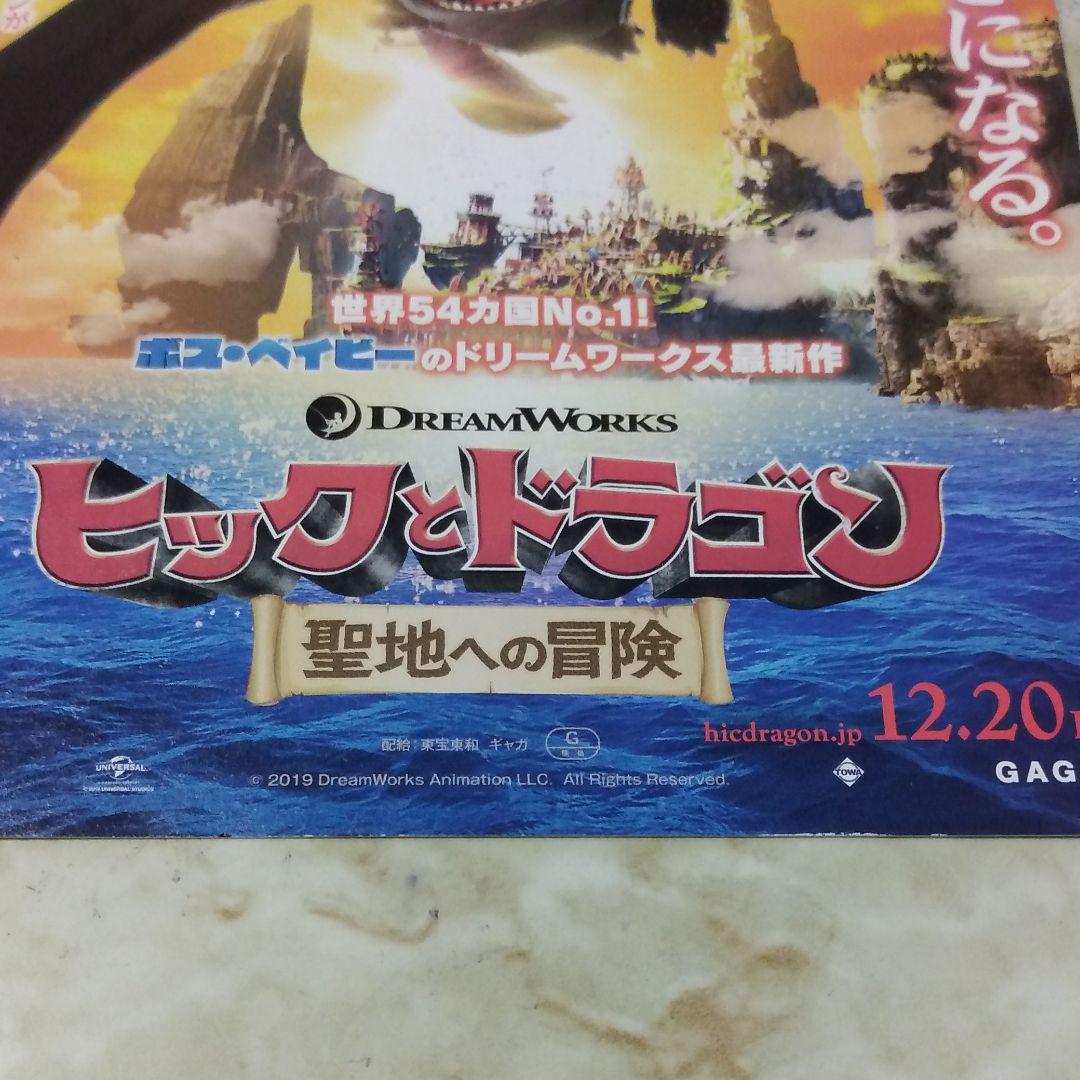 になる。
世界54カ国No.1!
ボス・ベイビーのドリームワークス最新作
DREAMWORKS
ヒックとドラゴン
聖地への冒険
hicdragon.jp 12.20
配給 東宝東和 ギャガ G
UNIVERSAL
TOWA
GAG
© 2019 DreamWorks Animation LLC. All Rights Reserved.